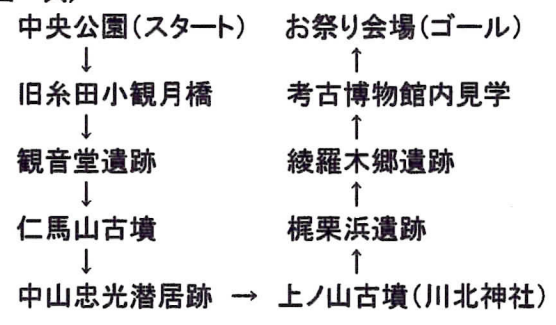 中央公園(スタート)
↓
旧糸田小観月橋
↓
観音堂遺跡
↓
仁馬山古墳
↓
中山忠光潜居跡 → 上ノ山古墳(川北神社)
↑
梶栗浜遺跡
↑
綾羅木郷遺跡
↑
考古博物館内見学
↑
お祭り会場(ゴール)